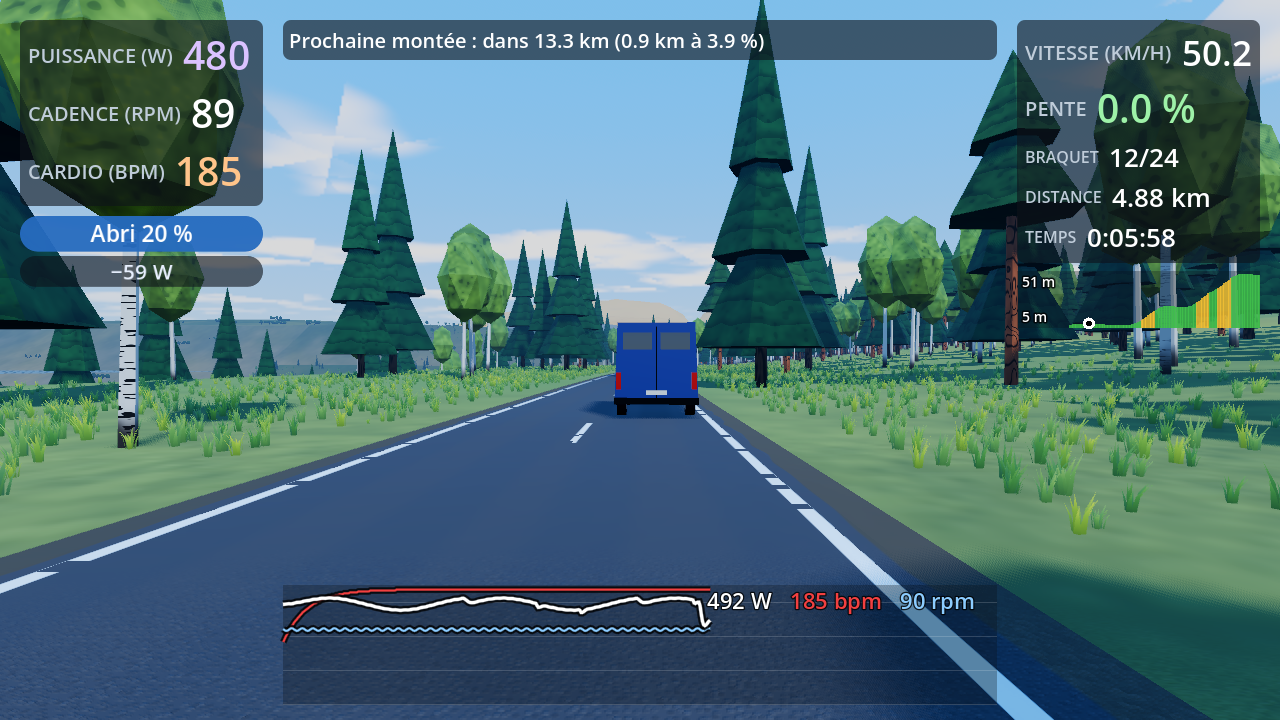 PUISSANCE (W) 480
CADENCE (RPM) 89
CARDIO (BPM) 185
Abri 20 %
−59 W
Prochaine montée : dans 13.3 km (0.9 km à 3.9 %)
VITESSE (KM/H) 50.2
PENTE 0.0 %
BRAQUET 12/24
DISTANCE 4.88 km
TEMPS 0:05:58
51 m
5 m
492 W 185 bpm 90 rpm